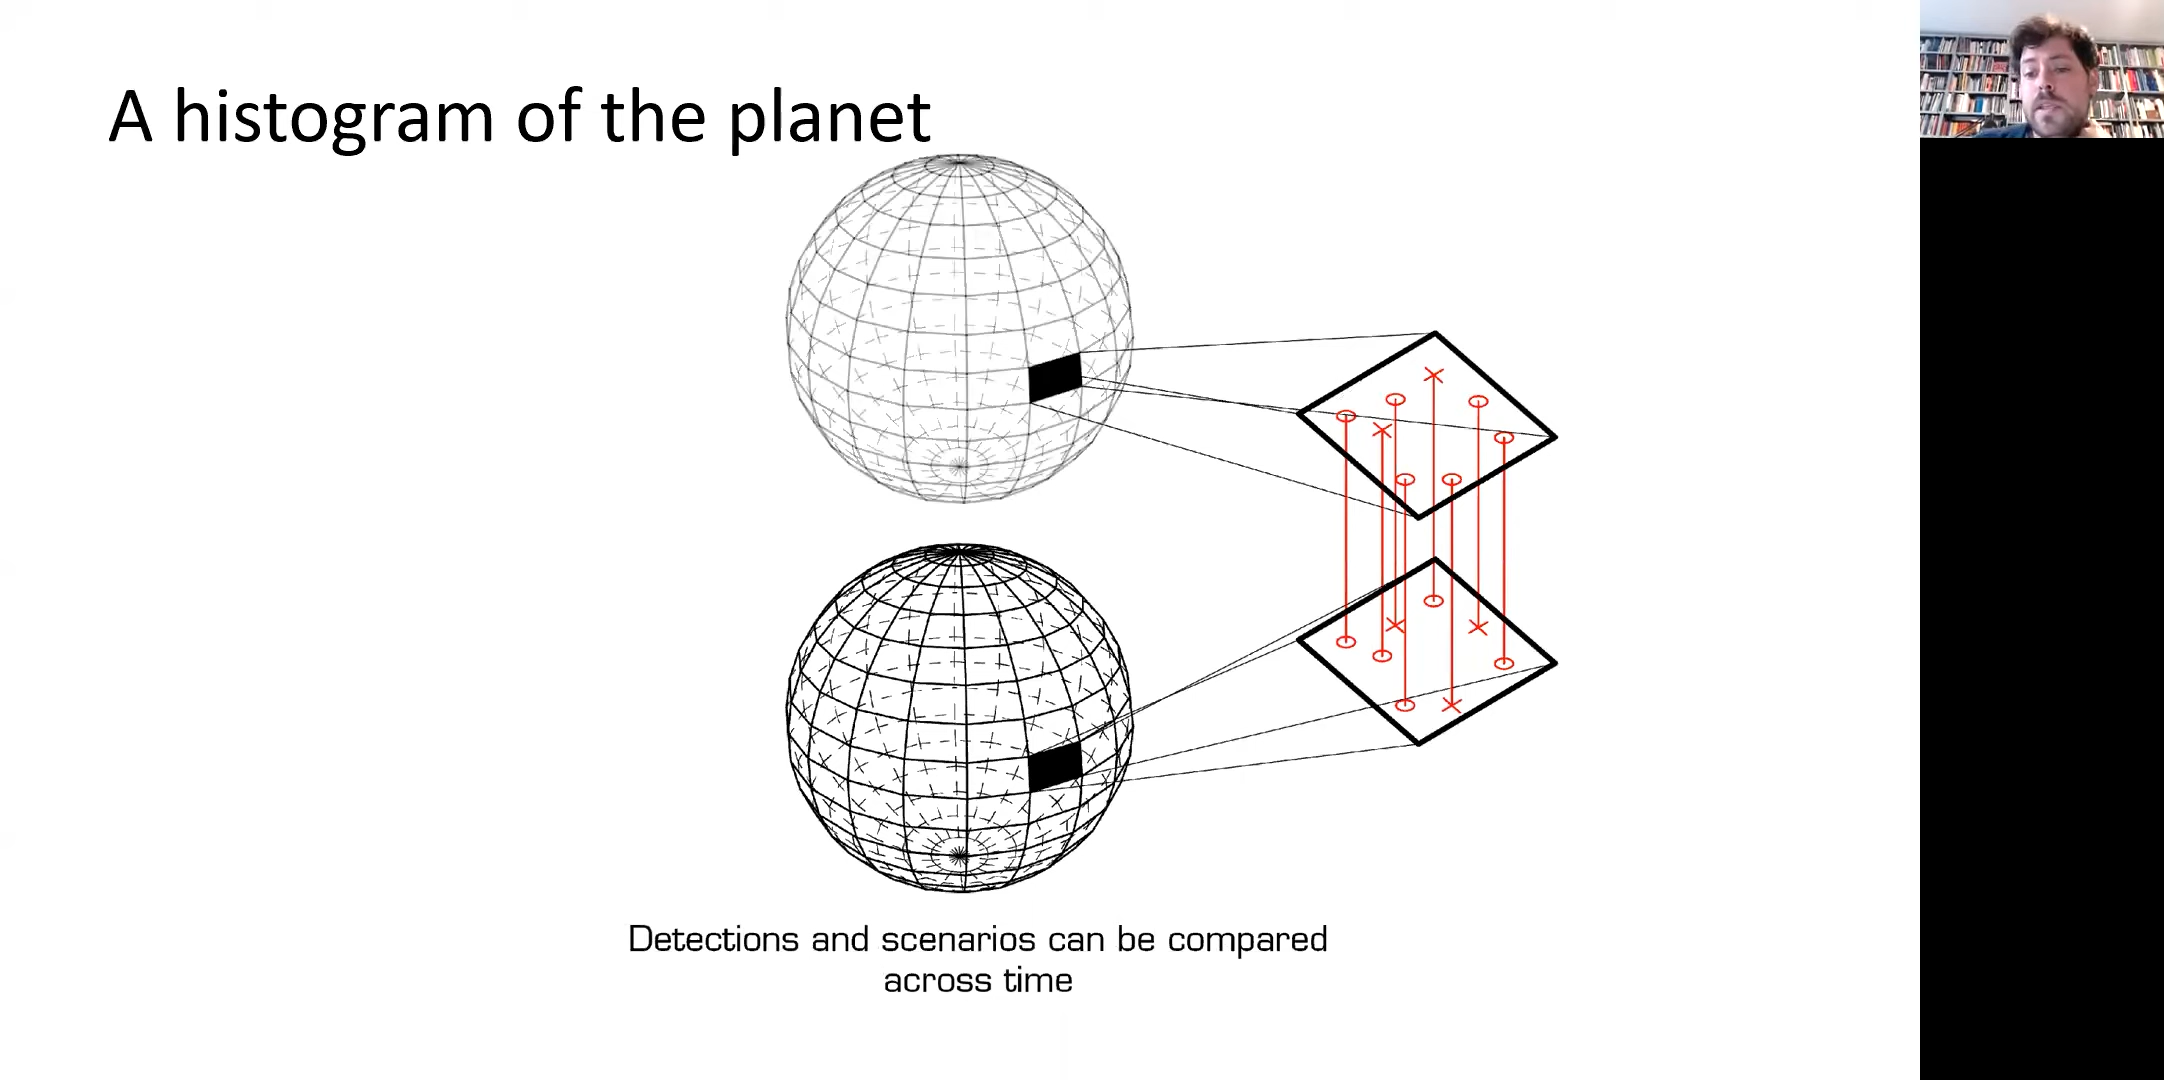 A histogram of the planet
Detections and scenarios can be compared
across time